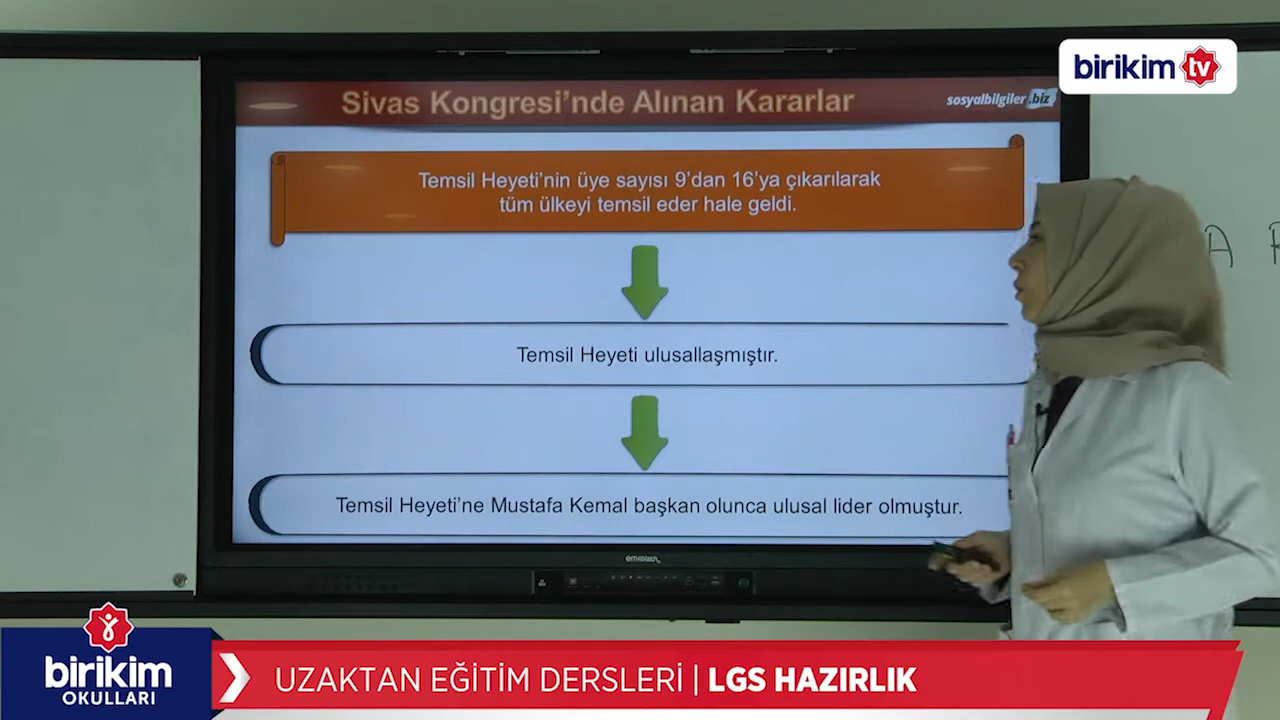 birikim tv
Sivas Kongresi’nde Alınan Kararlar
sosyalbilgiler.biz
Temsil Heyeti’nin üye sayısı 9’dan 16’ya çıkarılarak
tüm ülkeyi temsil eder hale geldi.
A
Temsil Heyeti ulusallaşmıştır.
Temsil Heyeti’ne Mustafa Kemal başkan olunca ulusal lider olmuştur.
birikim
OKULLARI
UZAKTAN EĞİTİM DERSLERİ | LGS HAZIRLIK